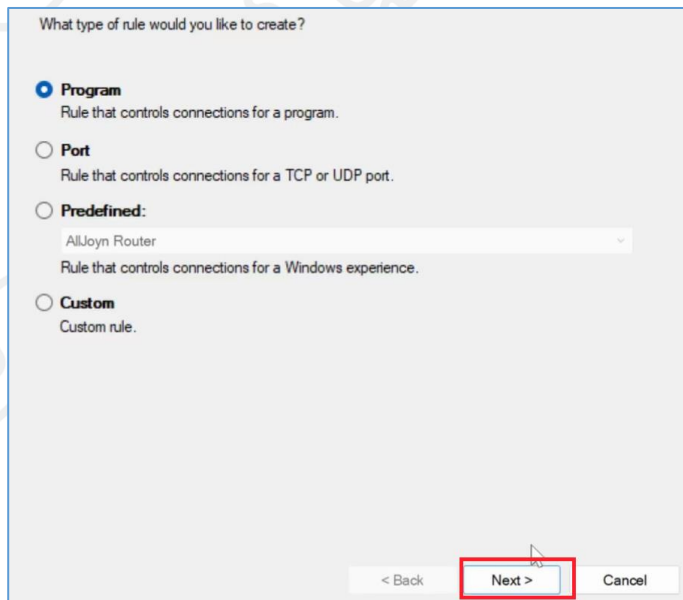 What type of rule would you like to create?
Program
Rule that controls connections for a program.
Port
Rule that controls connections for a TCP or UDP port.
Predefined:
AllJoyn Router
Rule that controls connections for a Windows experience.
Custom
Custom rule.
< Back Next > Cancel